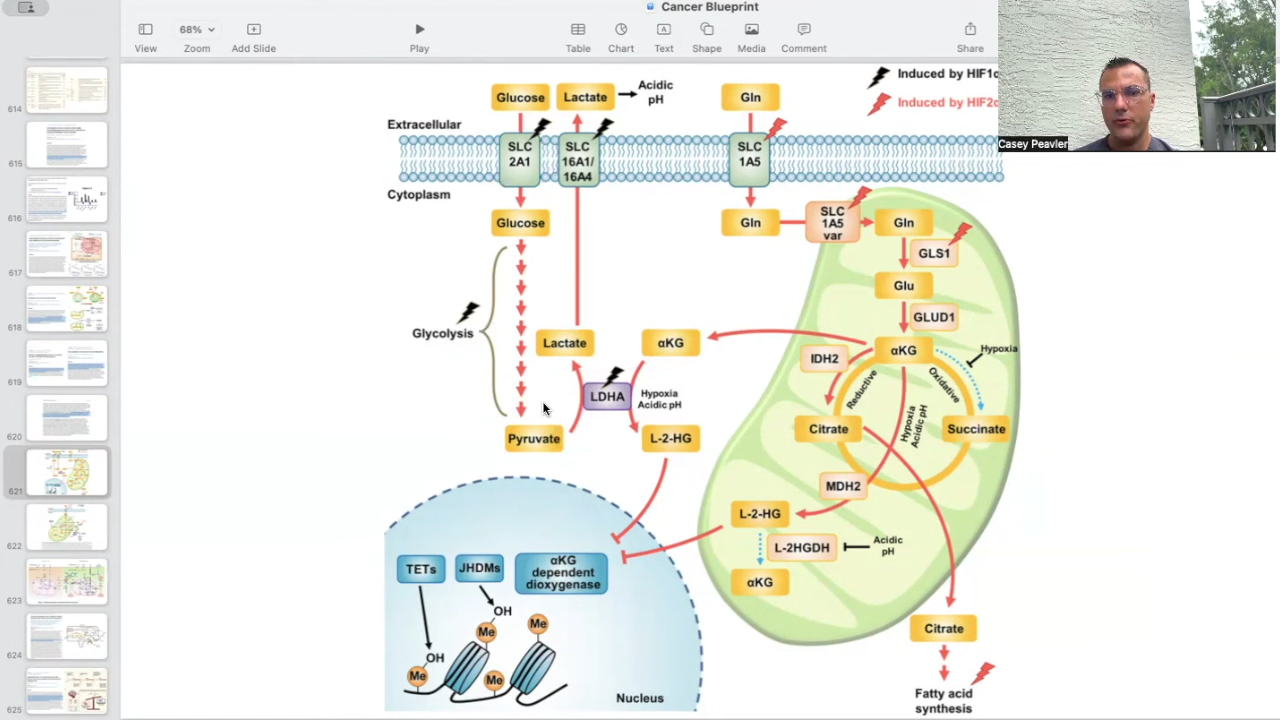 Cancer Blueprint
68%
View
Zoom
Add Slide
Play
Table
Chart
Text
Shape
Media
Comment
Share
614
615
616
617
618
619
620
621
622
623
624
625
Casey Peavler
Induced by HIF1α
Induced by HIF2α
Glucose
Lactate
Acidic
pH
Gln
Extracellular
SLC
2A1
SLC
16A1/
16A4
SLC
1A5
Cytoplasm
Glucose
Gln
SLC
1A5
var
Gln
GLS1
Glu
GLUD1
Glycolysis
Lactate
αKG
αKG
Hypoxia
IDH2
LDHA
Hypoxia
Acidic pH
Reductive
Oxidative
Hypoxia
Acidic pH
Pyruvate
L-2-HG
Citrate
Succinate
MDH2
L-2-HG
L-2HGDH
Acidic
pH
αKG
TETs
JHDMs
αKG
dependent
dioxygenase
OH
Me
Me
OH
Me
Me
Nucleus
Citrate
Fatty acid
synthesis